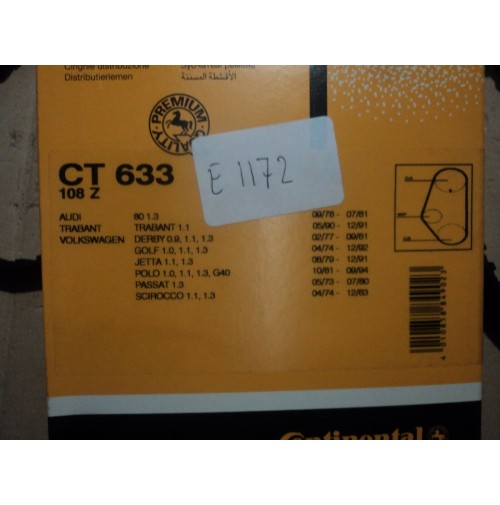 Distributieriemen
الأقشطة المسننة
PREMIUM
QUALITY
CT 633
108 Z
E 1172
AUDI 80 1.3 09/78 - 07/81
TRABANT TRABANT 1.1 05/90 - 12/91
VOLKSWAGEN DERBY 0.9, 1.1, 1.3 02/77 - 09/81
GOLF 1.0, 1.1, 1.3 04/74 - 12/92
JETTA 1.1, 1.3 08/79 - 12/91
POLO 1.0, 1.1, 1.3, G40 10/81 - 09/94
PASSAT 1.3 05/73 - 07/80
SCIROCCO 1.1, 1.3 04/74 - 12/83
Continental